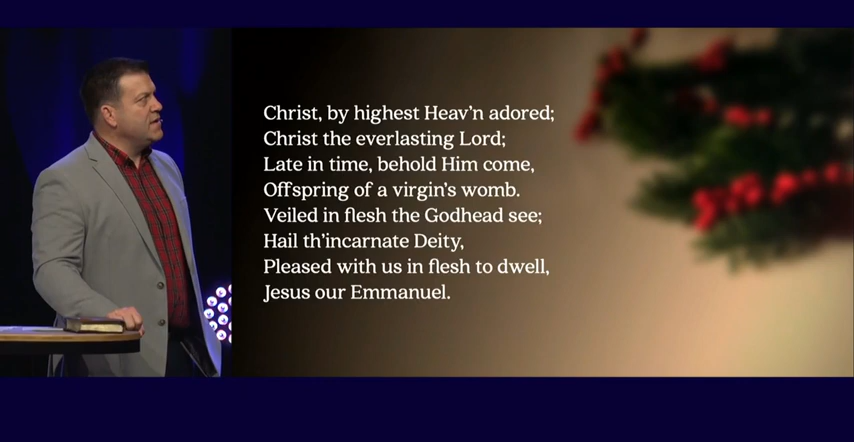 Christ, by highest Heav'n adored;
Christ the everlasting Lord;
Late in time, behold Him come,
Offspring of a virgin's womb.
Veiled in flesh the Godhead see;
Hail th'incarnate Deity,
Pleased with us in flesh to dwell,
Jesus our Emmanuel.